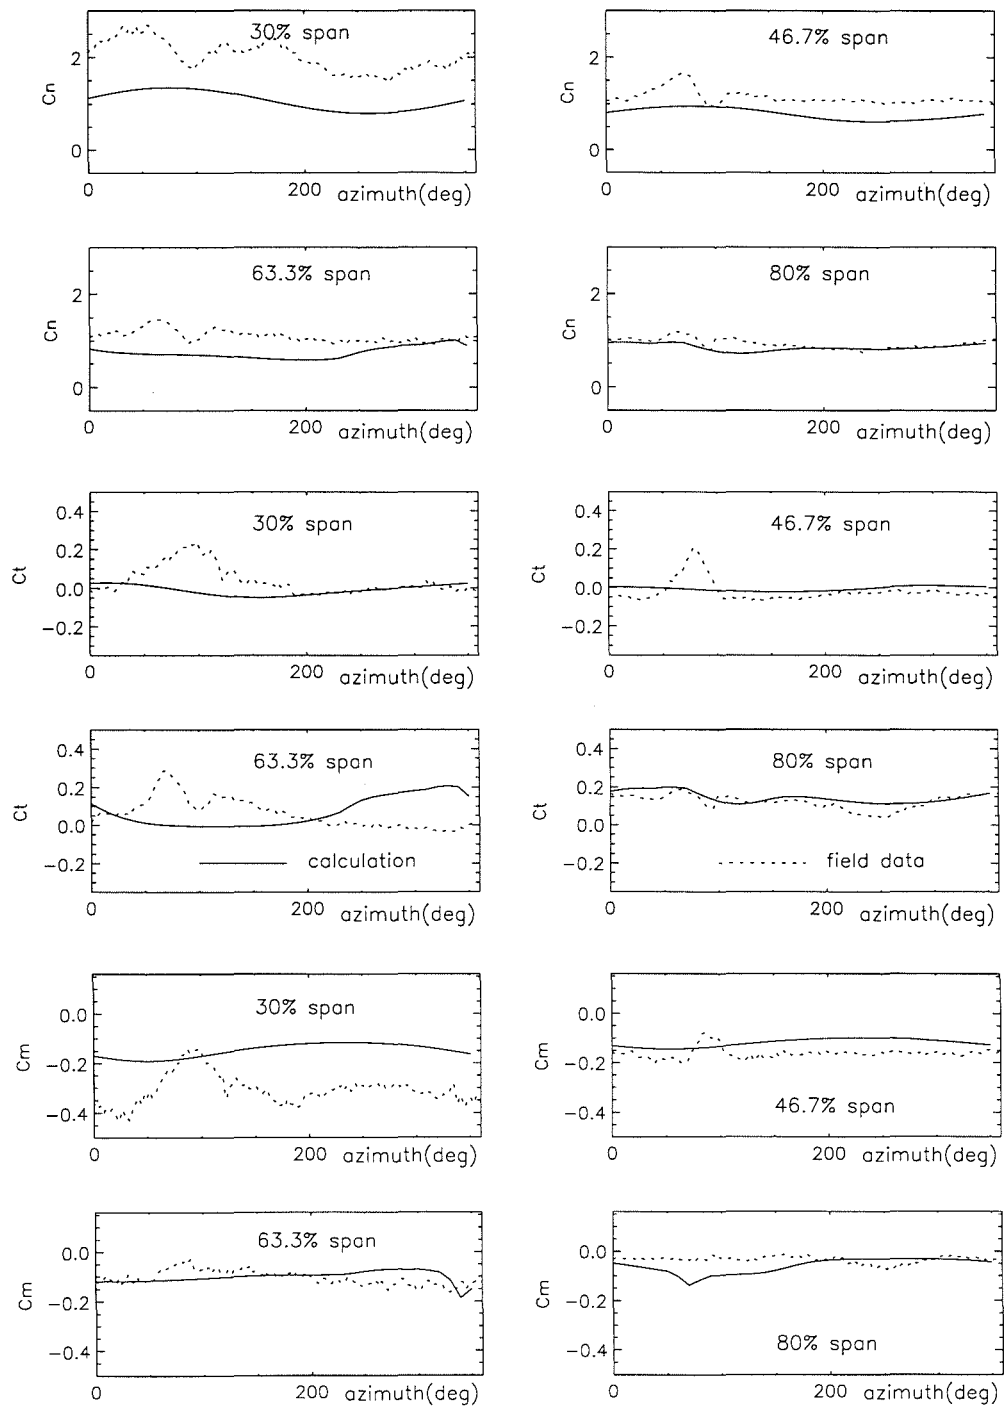 30% span
2
0
Cn
0
200
azimuth(deg)
46.7% span
2
0
Cn
0
200
azimuth(deg)
63.3% span
2
0
Cn
0
200
azimuth(deg)
80% span
2
0
Cn
0
200
azimuth(deg)
30% span
0.4
0.2
0.0
-0.2
Ct
0
200
azimuth(deg)
46.7% span
0.4
0.2
0.0
-0.2
Ct
0
200
azimuth(deg)
63.3% span
0.4
0.2
0.0
-0.2
Ct
calculation
0
200
azimuth(deg)
80% span
0.4
0.2
0.0
-0.2
Ct
field data
0
200
azimuth(deg)
30% span
0.0
-0.2
-0.4
Cm
0
200
azimuth(deg)
0.0
-0.2
-0.4
Cm
46.7% span
0
200
azimuth(deg)
63.3% span
0.0
-0.2
-0.4
Cm
0
200
azimuth(deg)
0.0
-0.2
-0.4
Cm
80% span
0
200
azimuth(deg)